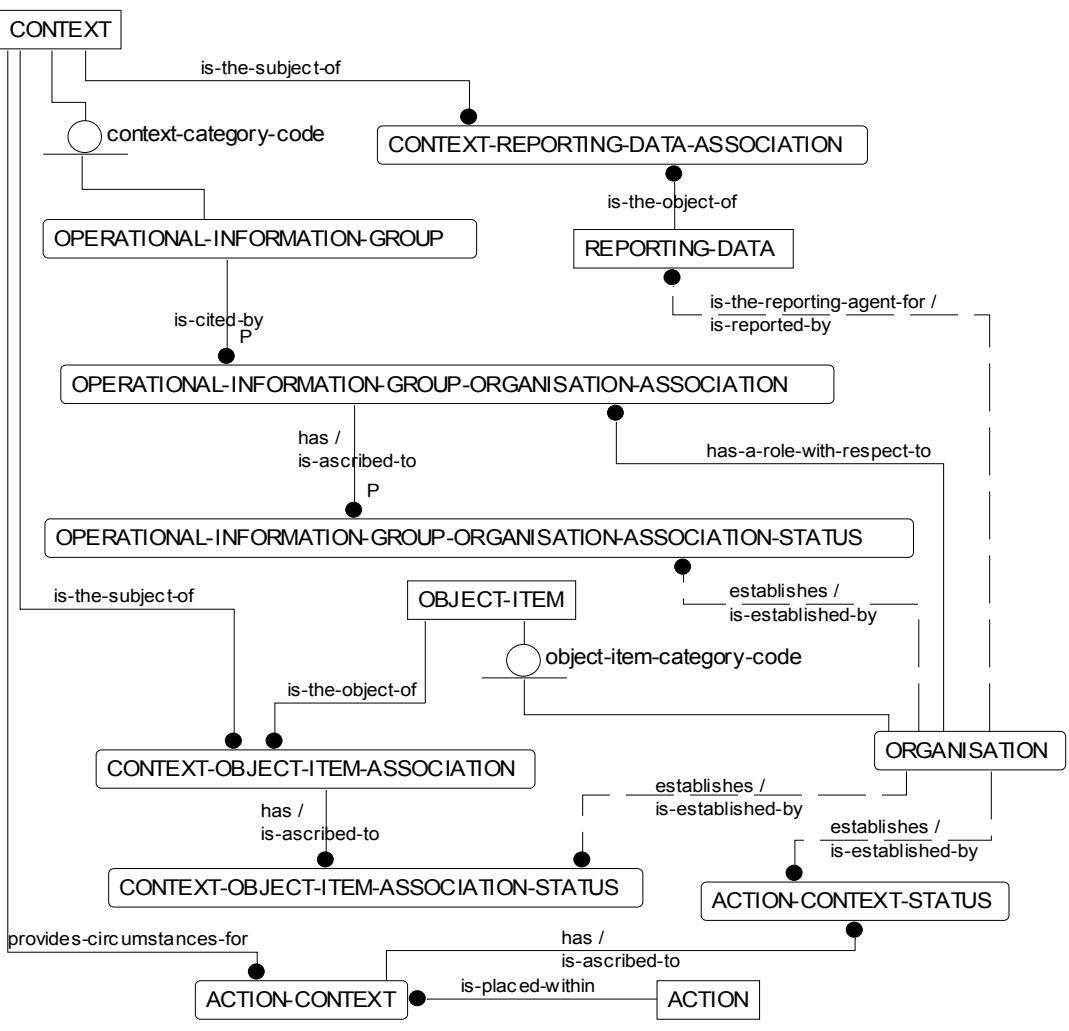 CONTEXT
is-the-subject-of
context-category-code
CONTEXT-REPORTING-DATA-ASSOCIATION
is-the-object-of
OPERATIONAL-INFORMATION-GROUP
REPORTING-DATA
is-the-reporting-agent-for /
is-reported-by
is-cited-by
P
OPERATIONAL-INFORMATION-GROUP-ORGANISATION-ASSOCIATION
has /
is-ascribed-to
has-a-role-with-respect-to
P
OPERATIONAL-INFORMATION-GROUP-ORGANISATION-ASSOCIATION-STATUS
is-the-subject-of
OBJECT-ITEM
establishes /
is-established-by
object-item-category-code
is-the-object-of
ORGANISATION
CONTEXT-OBJECT-ITEM-ASSOCIATION
has /
is-ascribed-to
establishes /
is-established-by
establishes /
is-established-by
CONTEXT-OBJECT-ITEM-ASSOCIATION-STATUS
ACTION-CONTEXT-STATUS
provides-circumstances-for
has /
is-ascribed-to
is-placed-within
ACTION-CONTEXT
ACTION